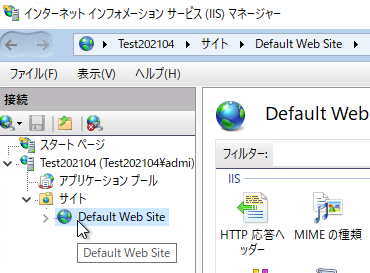 インターネット インフォメーション サービス (IIS) マネージャー
Test202104 サイト Default Web Site
ファイル(F) 表示(V) ヘルプ(H)
接続
スタート ページ
Test202104 (Test202104¥admi)
アプリケーション プール
サイト
Default Web Site
Default Web Site
Default Web
フィルター:
IIS
HTTP 応答ヘッダー
MIME の種類